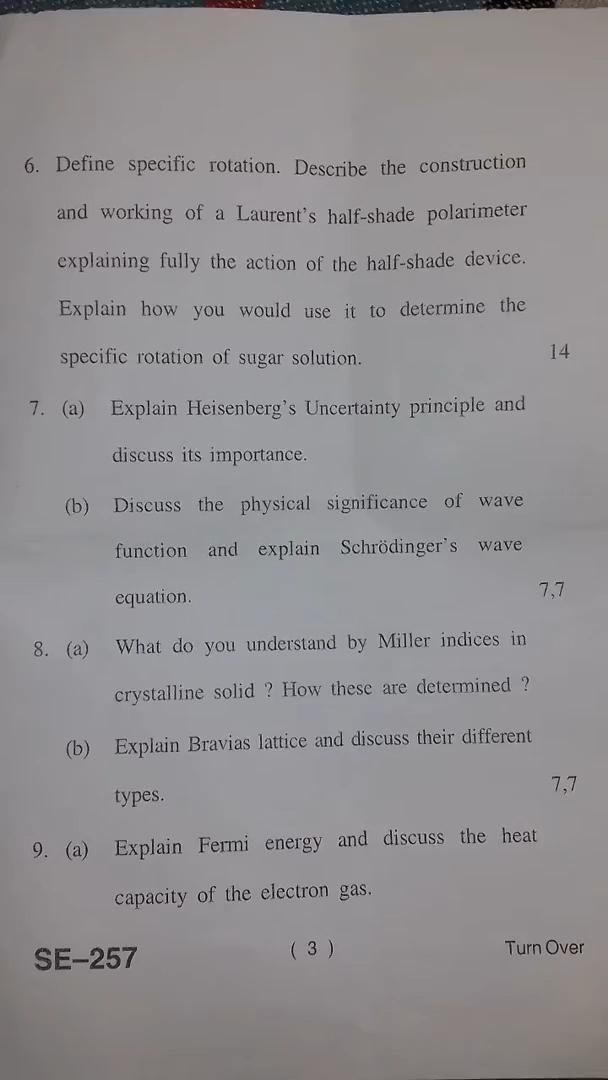 6. Define specific rotation. Describe the construction
and working of a Laurent's half-shade polarimeter
explaining fully the action of the half-shade device.
Explain how you would use it to determine the
specific rotation of sugar solution. 14
7. (a) Explain Heisenberg's Uncertainty principle and
discuss its importance.
(b) Discuss the physical significance of wave
function and explain Schrödinger's wave
equation. 7,7
8. (a) What do you understand by Miller indices in
crystalline solid ? How these are determined ?
(b) Explain Bravias lattice and discuss their different
types. 7,7
9. (a) Explain Fermi energy and discuss the heat
capacity of the electron gas.
SE–257 ( 3 ) Turn Over